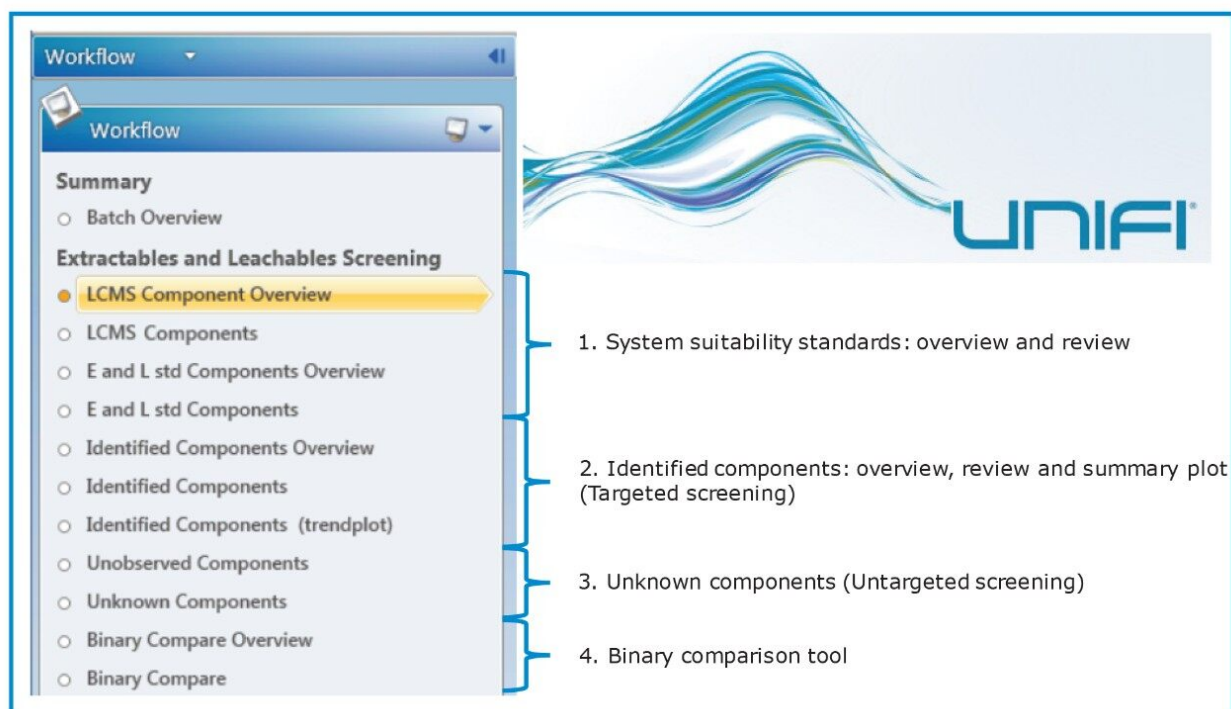 Workflow
Workflow
Summary
Batch Overview
Extractables and Leachables Screening
LCMS Component Overview
LCMS Components
E and L std Components Overview
E and L std Components
Identified Components Overview
Identified Components
Identified Components (trendplot)
Unobserved Components
Unknown Components
Binary Compare Overview
Binary Compare
UNIFI®
1. System suitability standards: overview and review
2. Identified components: overview, review and summary plot
(Targeted screening)
3. Unknown components (Untargeted screening)
4. Binary comparison tool